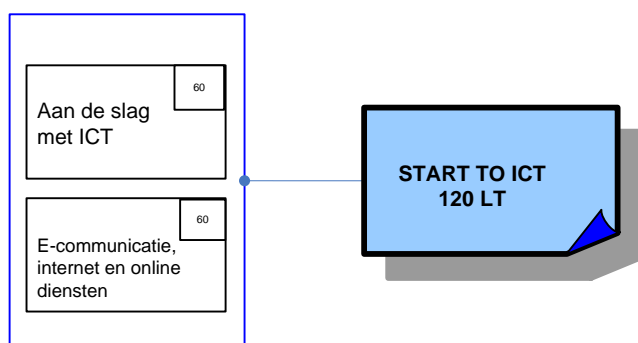 60
Aan de slag
met ICT
60
E-communicatie,
internet en online
diensten
START TO ICT
120 LT